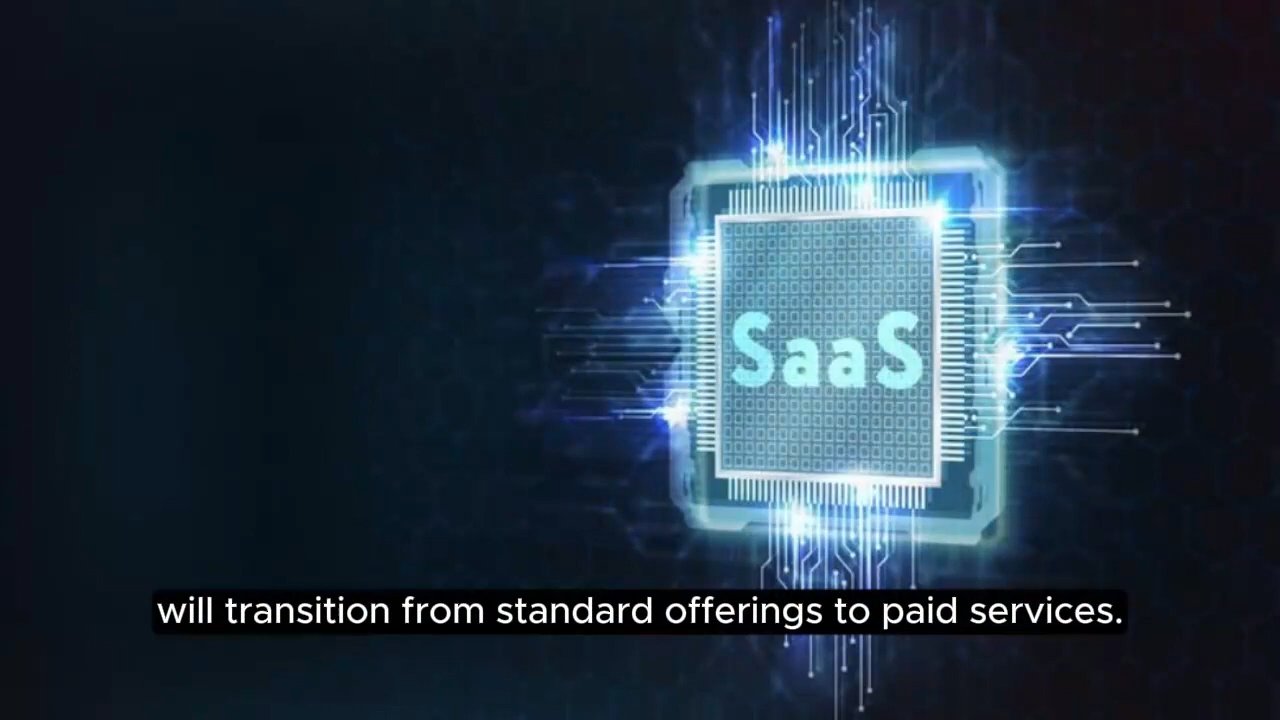 SaaS
will transition from standard offerings to paid services.